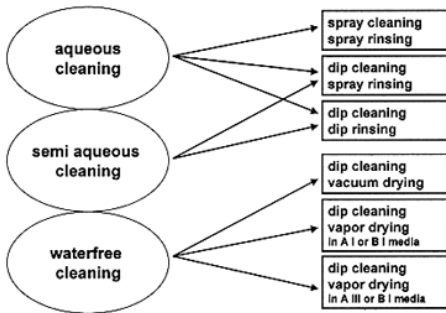 aqueous
cleaning
semi aqueous
cleaning
waterfree
cleaning
spray cleaning
spray rinsing
dip cleaning
spray rinsing
dip cleaning
dip rinsing
dip cleaning
vacuum drying
dip cleaning
vapor drying
in A I or B I media
dip cleaning
vapor drying
in A III or B I media